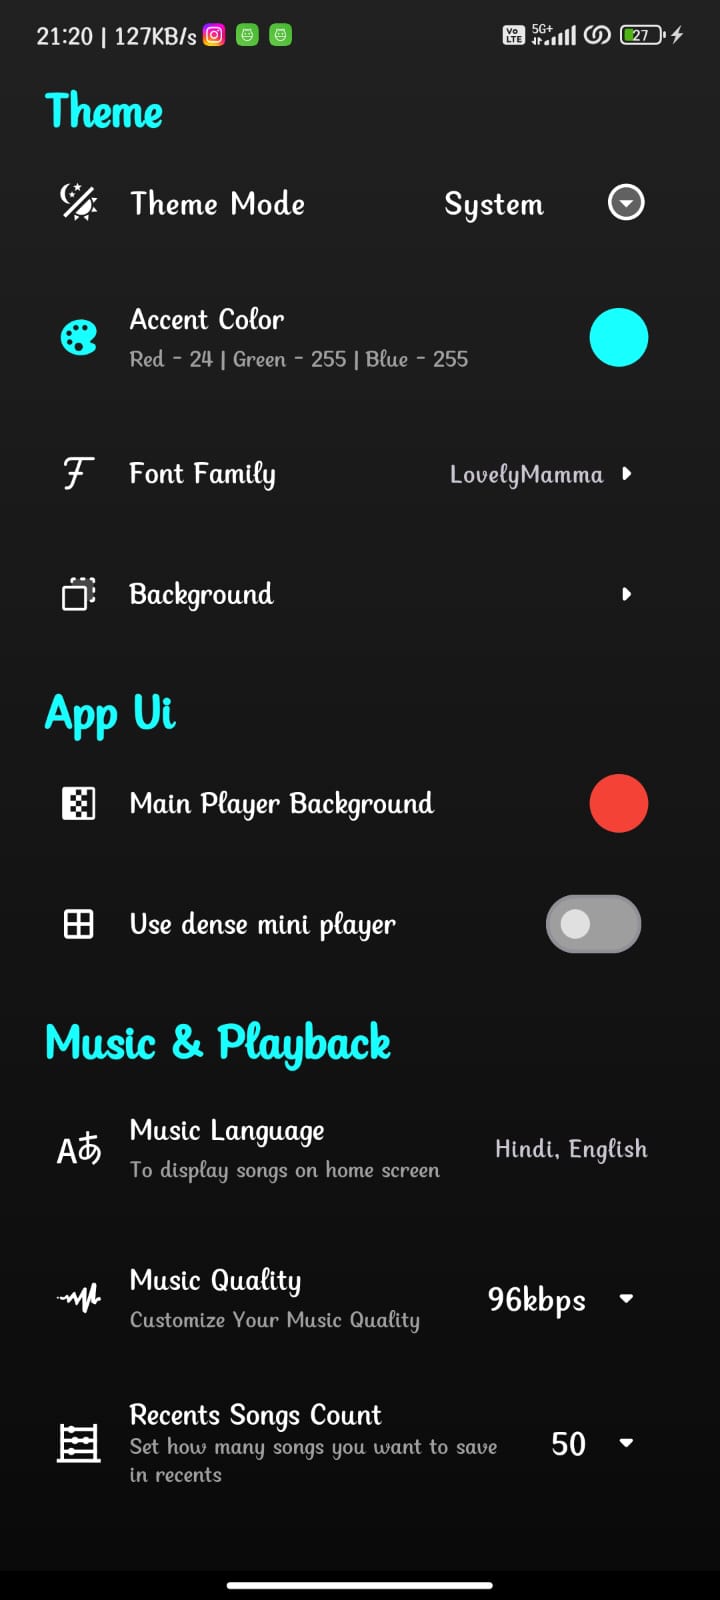 21:20 | 127KB/s
Vo LTE 5G+ 27
Theme
Theme Mode System
Accent Color
Red - 24 | Green - 255 | Blue - 255
F Font Family LovelyMamma
Background
App Ui
Main Player Background
Use dense mini player
Music & Playback
Music Language
Aあ Hindi, English
To display songs on home screen
Music Quality
96kbps
Customize Your Music Quality
Recents Songs Count
Set how many songs you want to save
50
in recents